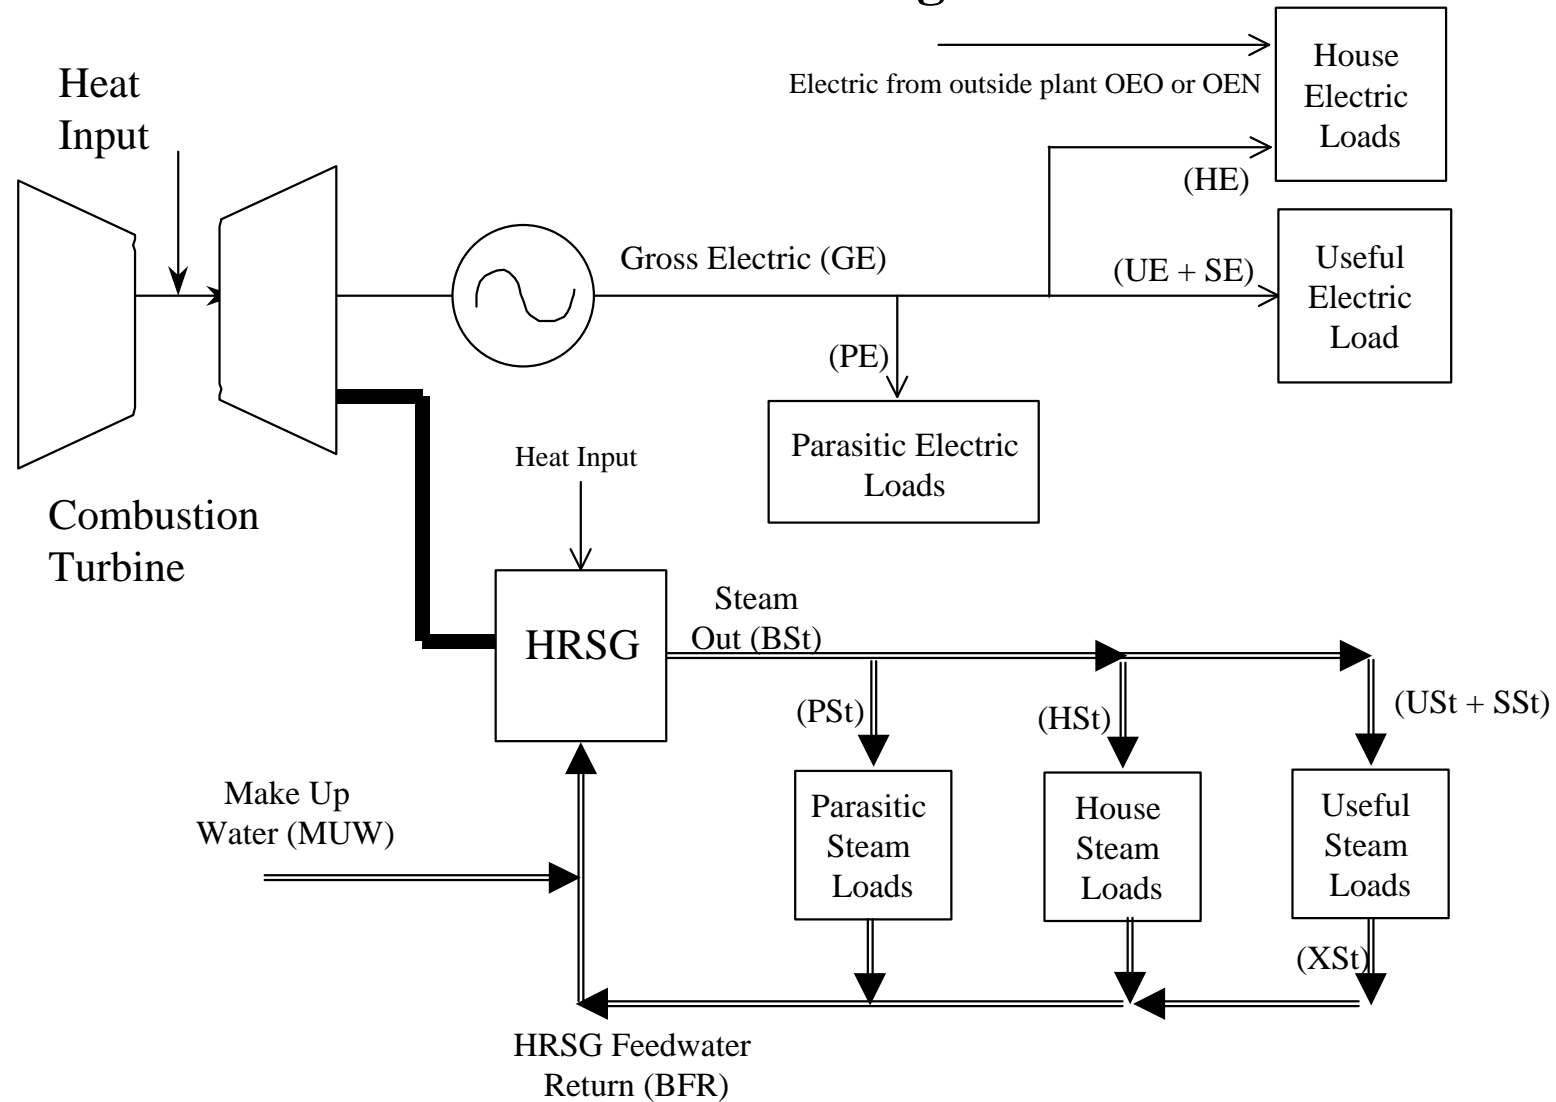 Heat
Input
Electric from outside plant OEO or OEN
House
Electric
Loads
(HE)
Gross Electric (GE)
(UE + SE)
Useful
Electric
Load
(PE)
Parasitic Electric
Loads
Combustion
Turbine
Heat Input
HRSG
Steam
Out (BSt)
(PSt)
(HSt)
(USt + SSt)
Make Up
Water (MUW)
Parasitic
Steam
Loads
House
Steam
Loads
Useful
Steam
Loads
(XSt)
HRSG Feedwater
Return (BFR)